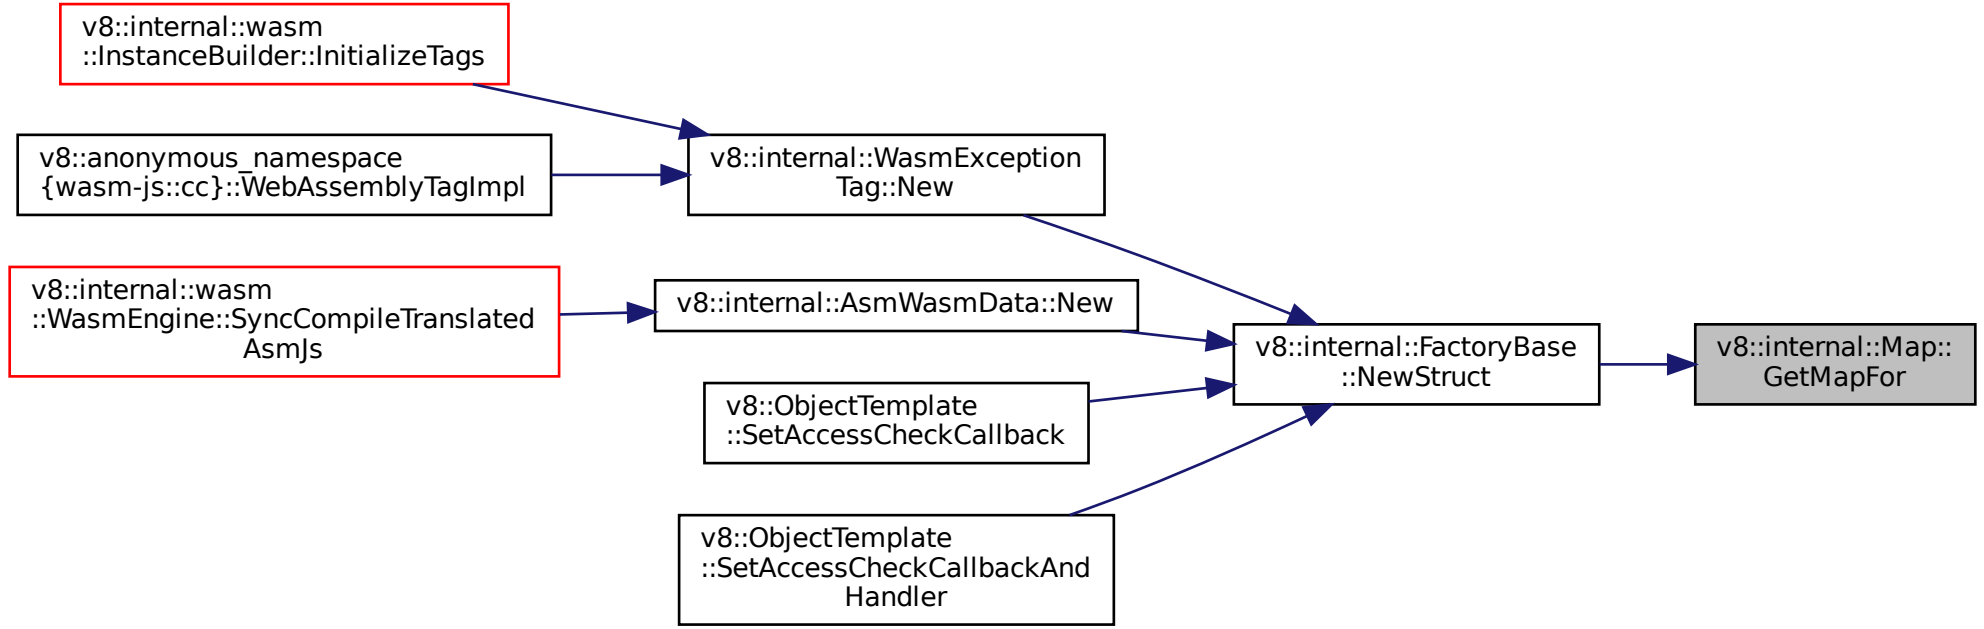 v8::internal::wasm
::InstanceBuilder::InitializeTags
v8::anonymous_namespace
{wasm-js::cc}::WebAssemblyTagImpl
v8::internal::wasm
::WasmEngine::SyncCompileTranslated
AsmJs
v8::internal::WasmException
Tag::New
v8::internal::AsmWasmData::New
v8::ObjectTemplate
::SetAccessCheckCallback
v8::ObjectTemplate
::SetAccessCheckCallbackAnd
Handler
v8::internal::FactoryBase
::NewStruct
v8::internal::Map::
GetMapFor